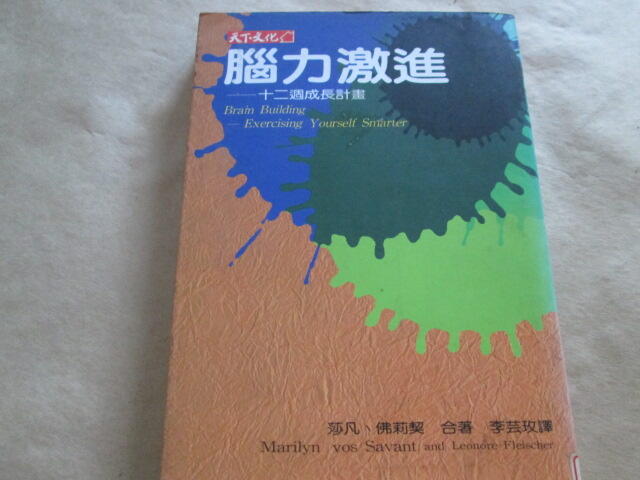 天下文化
腦力激進
——十二週成長計畫
Brain Building
— Exercising Yourself Smarter
莎凡、佛莉契 合著 李芸玫譯
Marilyn vos Savant and Leonore Fleischer